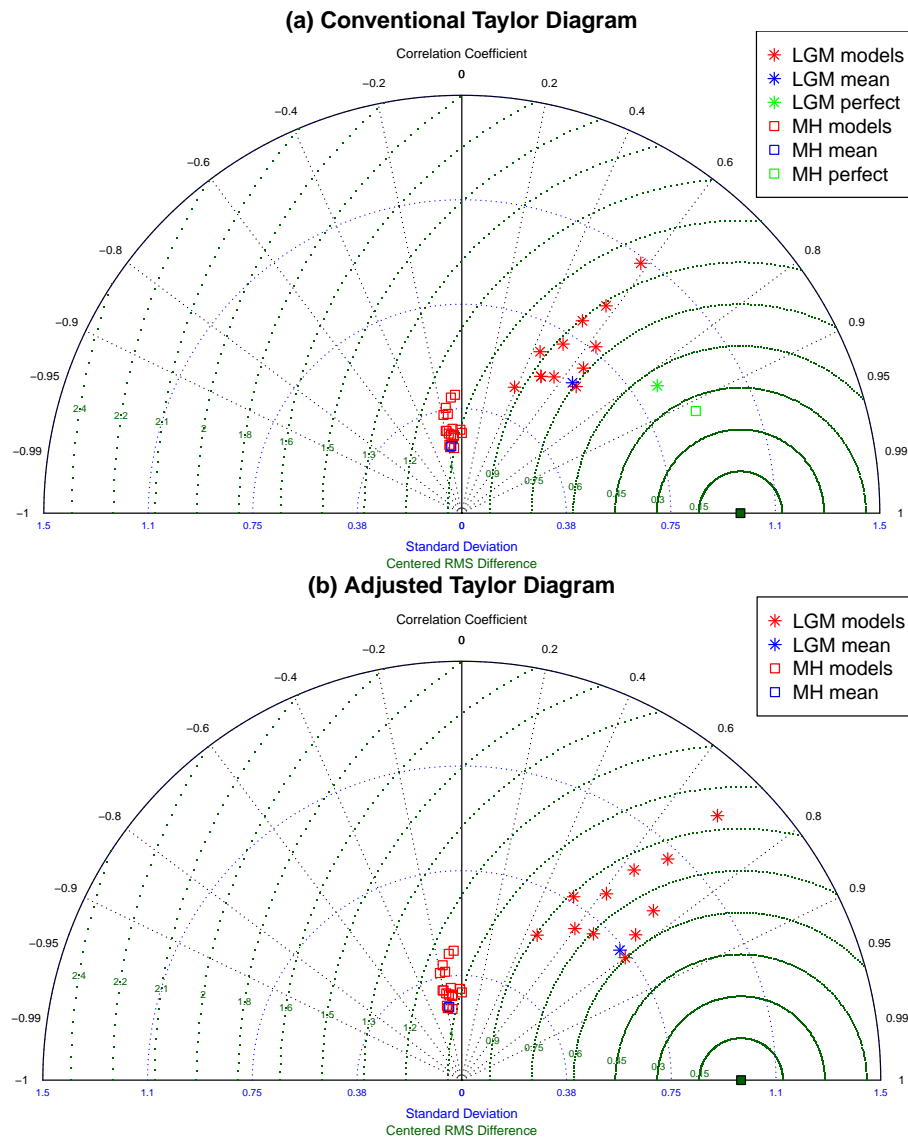 (a) Conventional Taylor Diagram
Correlation Coefficient
0
−0.2 0.2
−0.4 0.4
−0.6 0.6
−0.8 0.8
−0.9 0.9
−0.95 0.95
−0.99 0.99
−1 1
LGM models
LGM mean
LGM perfect
MH models
MH mean
MH perfect
2.4 2.2 2.1 2 1.8 1.6 1.5 1.3 1.2 1 0.9 0.75 0.6 0.45 0.3 0.15
1.5 1.1 0.75 0.38 0 0.38 0.75 1.1 1.5
Standard Deviation
Centered RMS Difference
(b) Adjusted Taylor Diagram
Correlation Coefficient
0
−0.2 0.2
−0.4 0.4
−0.6 0.6
−0.8 0.8
−0.9 0.9
−0.95 0.95
−0.99 0.99
−1 1
LGM models
LGM mean
MH models
MH mean
2.4 2.2 2.1 2 1.8 1.6 1.5 1.3 1.2 1 0.9 0.75 0.6 0.45 0.3 0.15
1.5 1.1 0.75 0.38 0 0.38 0.75 1.1 1.5
Standard Deviation
Centered RMS Difference